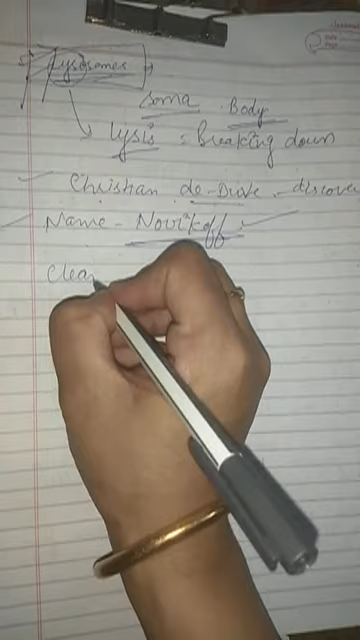 Lysosomes
Soma Body
Lysis = Breaking down
Christian de-Duve - discove
Name - Novikoff
Clea